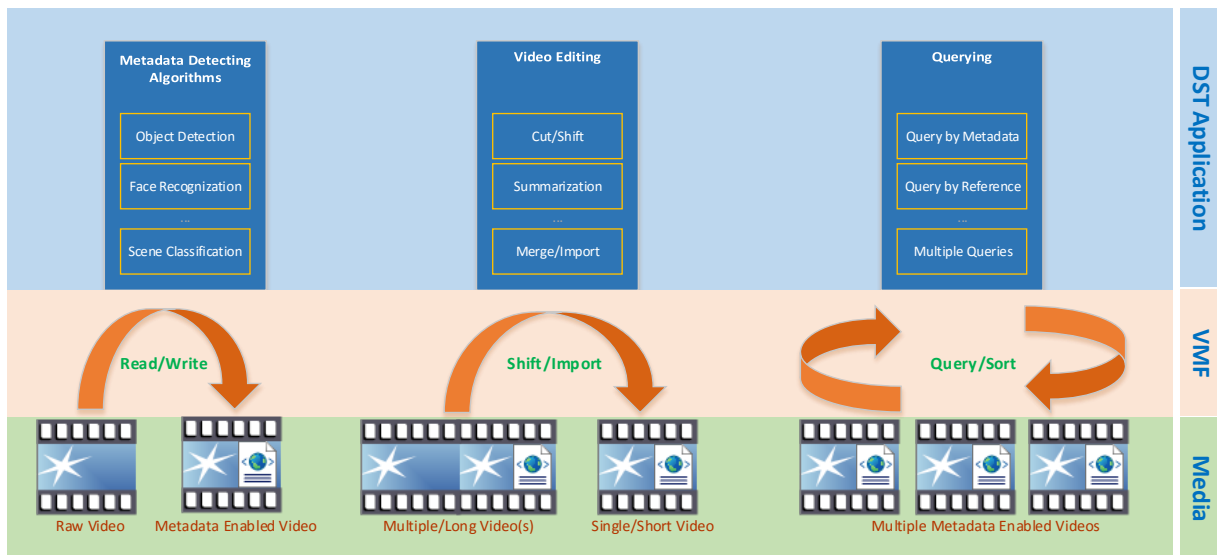 Metadata Detecting
Algorithms
Object Detection
Face Recognization
...
Scene Classification
Video Editing
Cut/Shift
Summarization
...
Merge/Import
Querying
Query by Metadata
Query by Reference
...
Multiple Queries
DST Application
Read/Write
Shift/Import
Query/Sort
VMF
Raw Video
Metadata Enabled Video
Multiple/Long Video(s)
Single/Short Video
Multiple Metadata Enabled Videos
Media